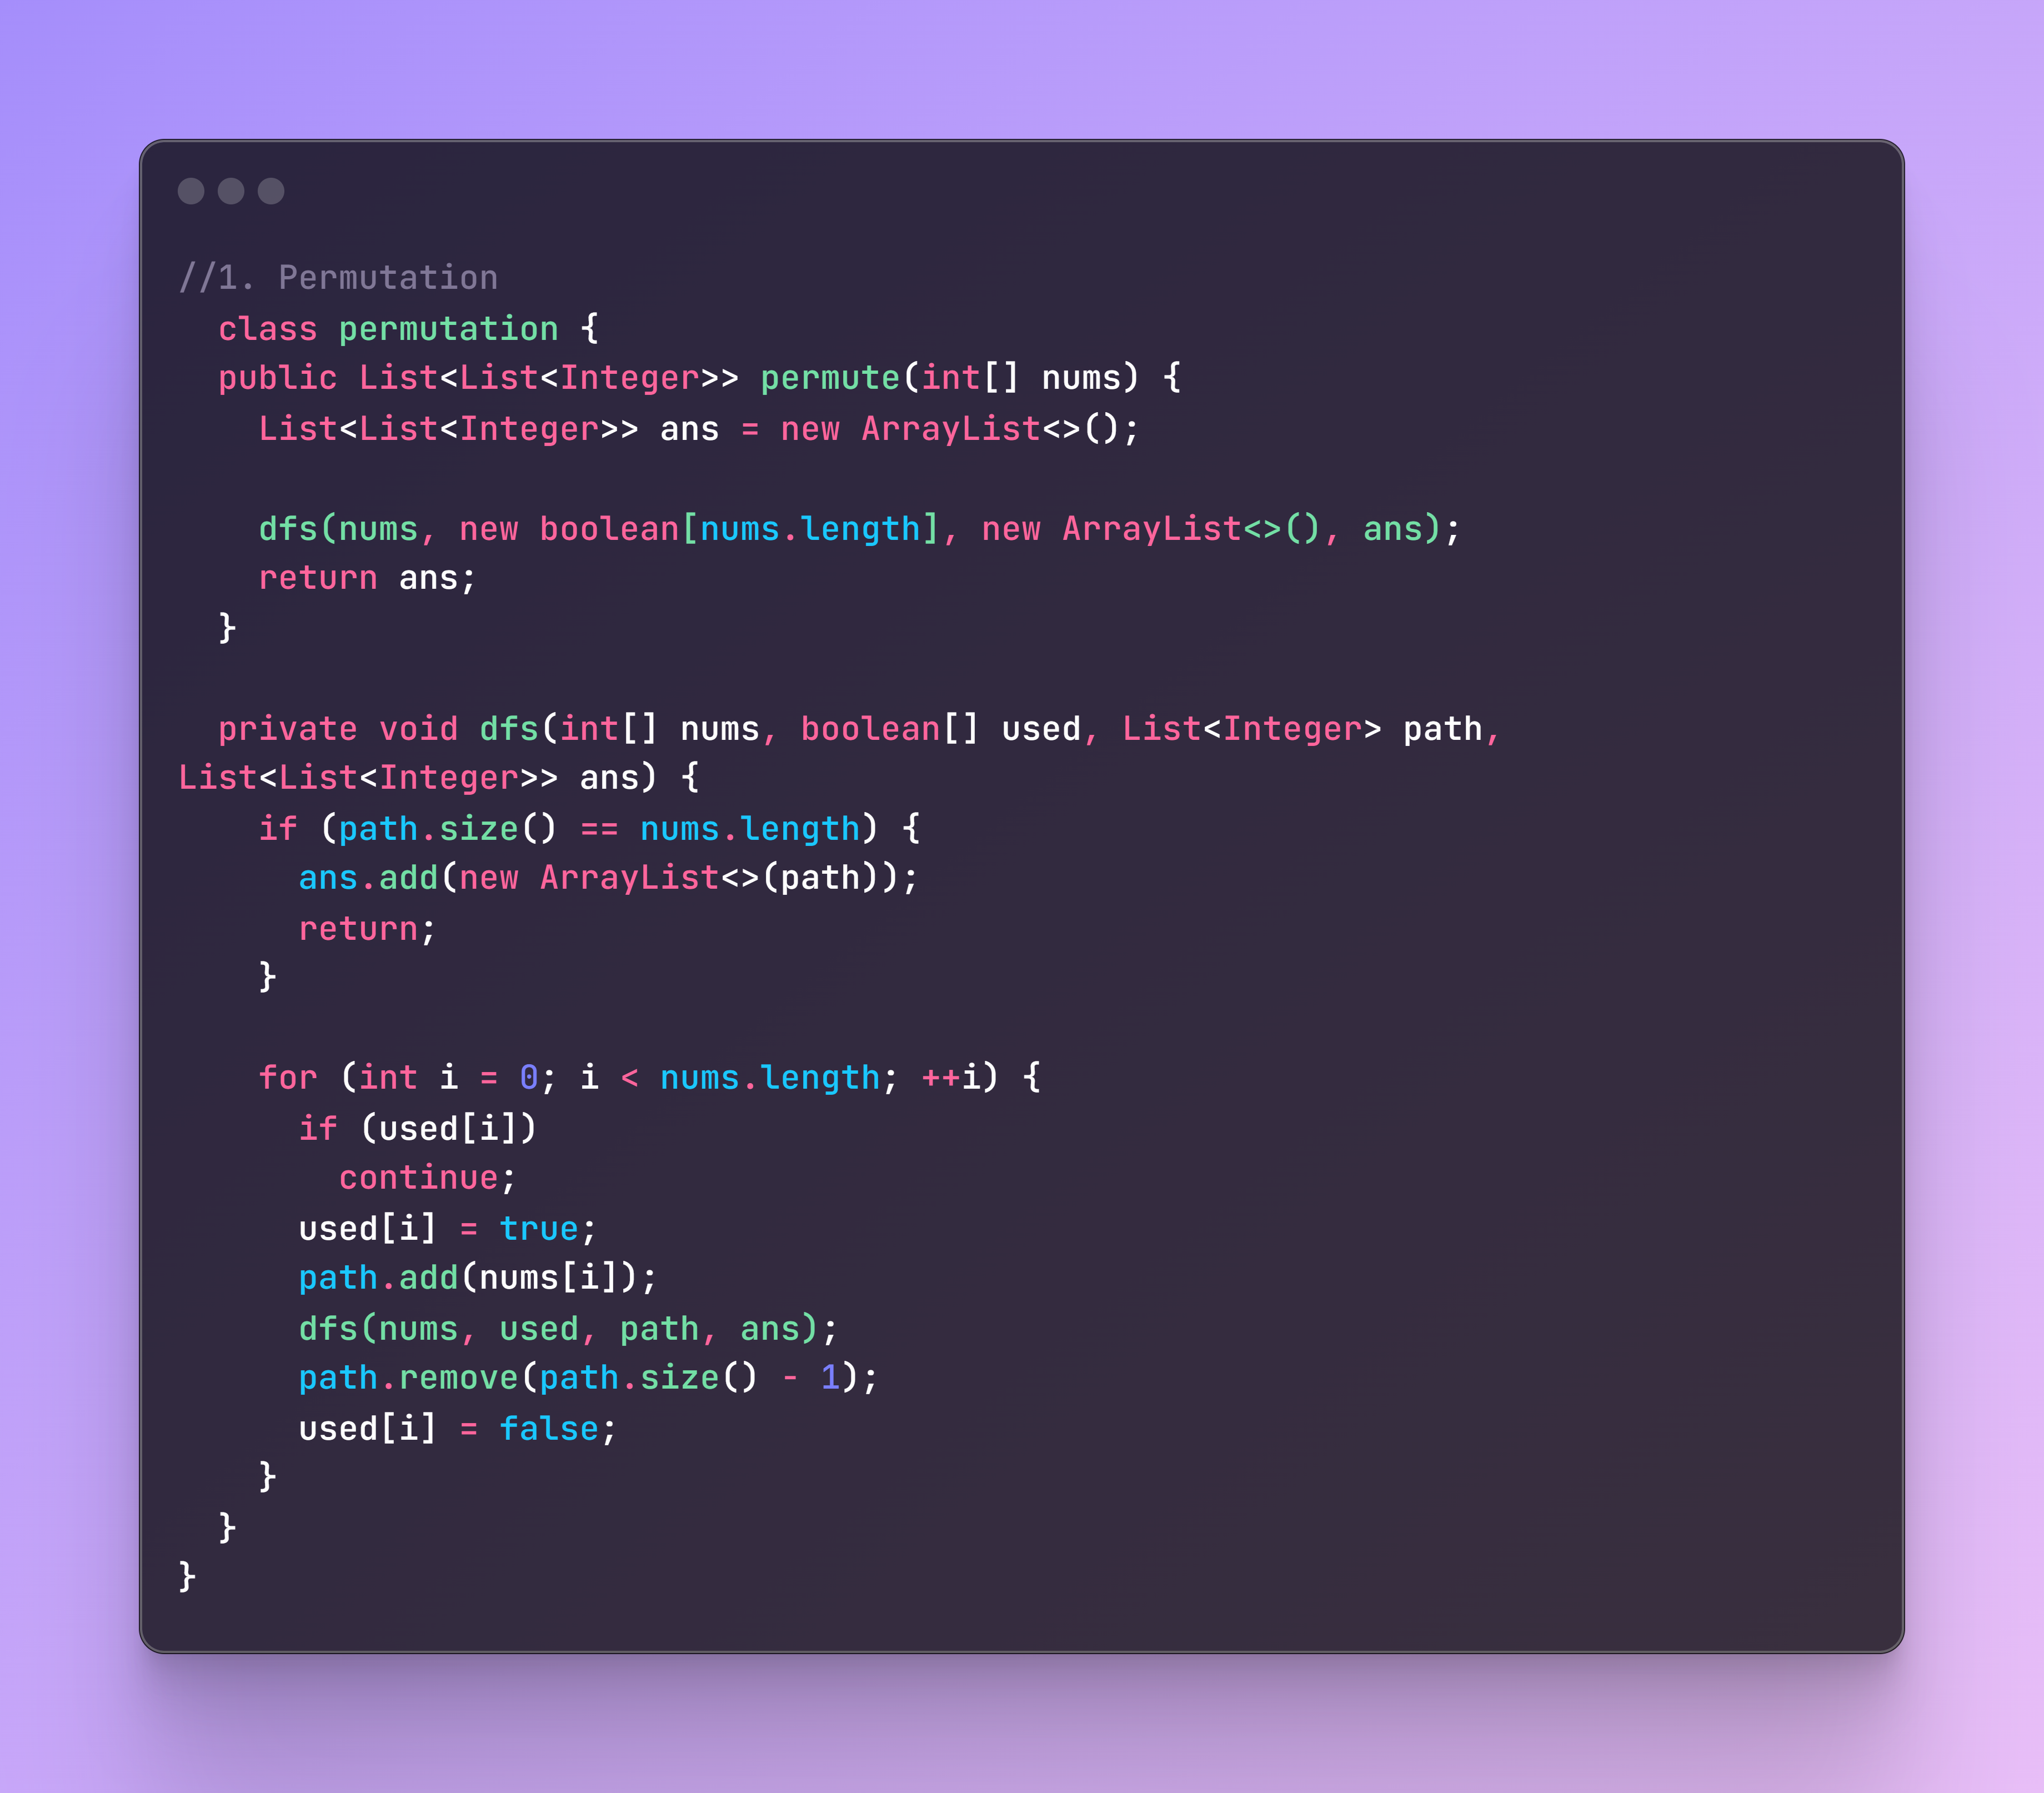 //1. Permutation
  class permutation {
  public List<List<Integer>> permute(int[] nums) {
    List<List<Integer>> ans = new ArrayList<>();

    dfs(nums, new boolean[nums.length], new ArrayList<>(), ans);
    return ans;
  }

  private void dfs(int[] nums, boolean[] used, List<Integer> path,
List<List<Integer>> ans) {
    if (path.size() == nums.length) {
      ans.add(new ArrayList<>(path));
      return;
    }

    for (int i = 0; i < nums.length; ++i) {
      if (used[i])
        continue;
      used[i] = true;
      path.add(nums[i]);
      dfs(nums, used, path, ans);
      path.remove(path.size() - 1);
      used[i] = false;
    }
  }
}